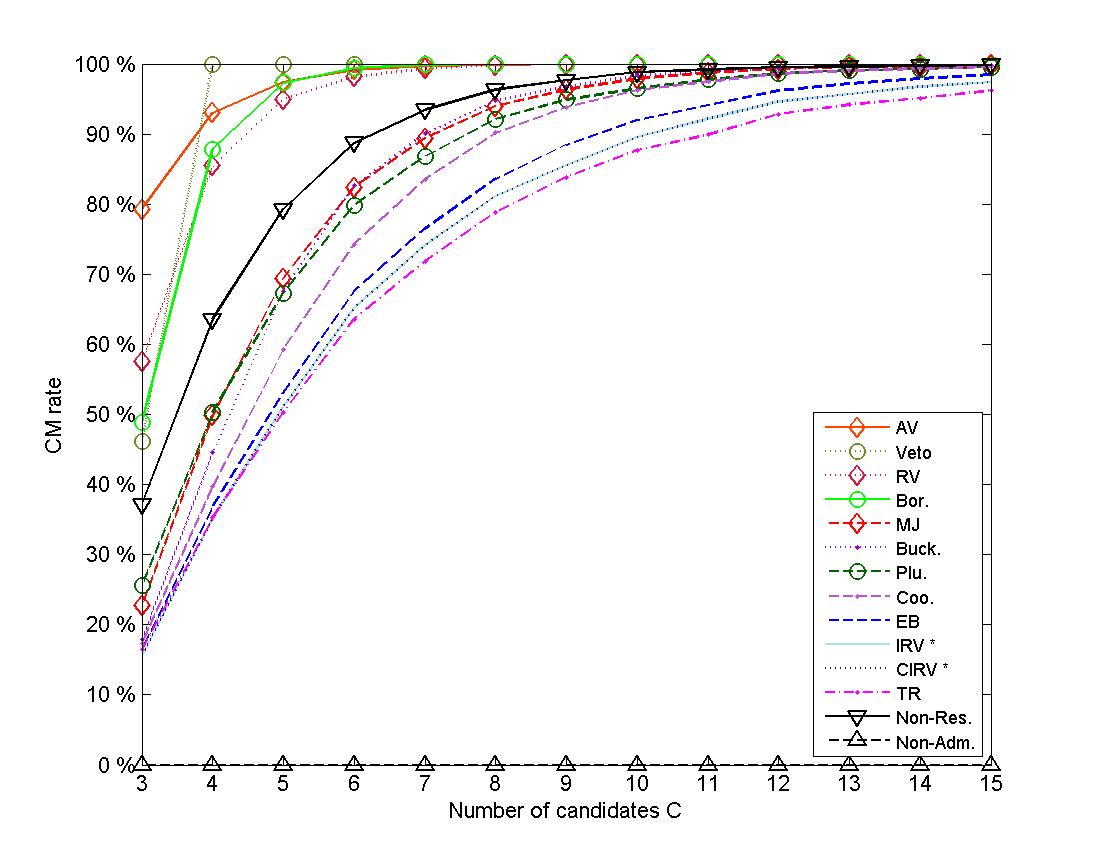 100 %
90 %
80 %
70 %
60 %
50 %
40 %
30 %
20 %
10 %
0 %
CM rate
3 4 5 6 7 8 9 10 11 12 13 14 15
Number of candidates C
AV
Veto
RV
Bor.
MJ
Buck.
Plu.
Coo.
EB
IRV *
CIRV *
TR
Non-Res.
Non-Adm.